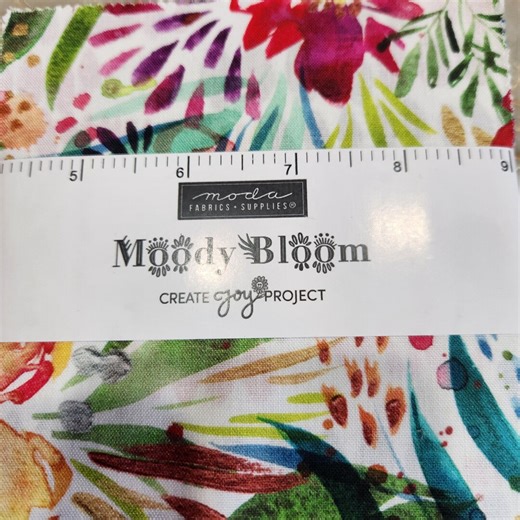 5 6 7 8 9
moda
FABRICS + SUPPLIES®
Moody Bloom
CREATE joy PROJECT